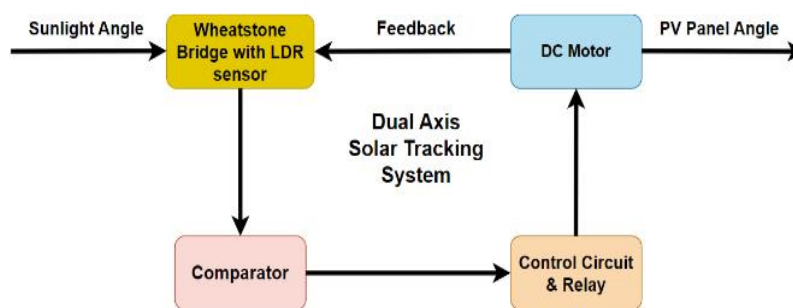 Sunlight Angle
Wheatstone
Bridge with LDR
sensor
Feedback
DC Motor
PV Panel Angle
Dual Axis
Solar Tracking
System
Comparator
Control Circuit
& Relay